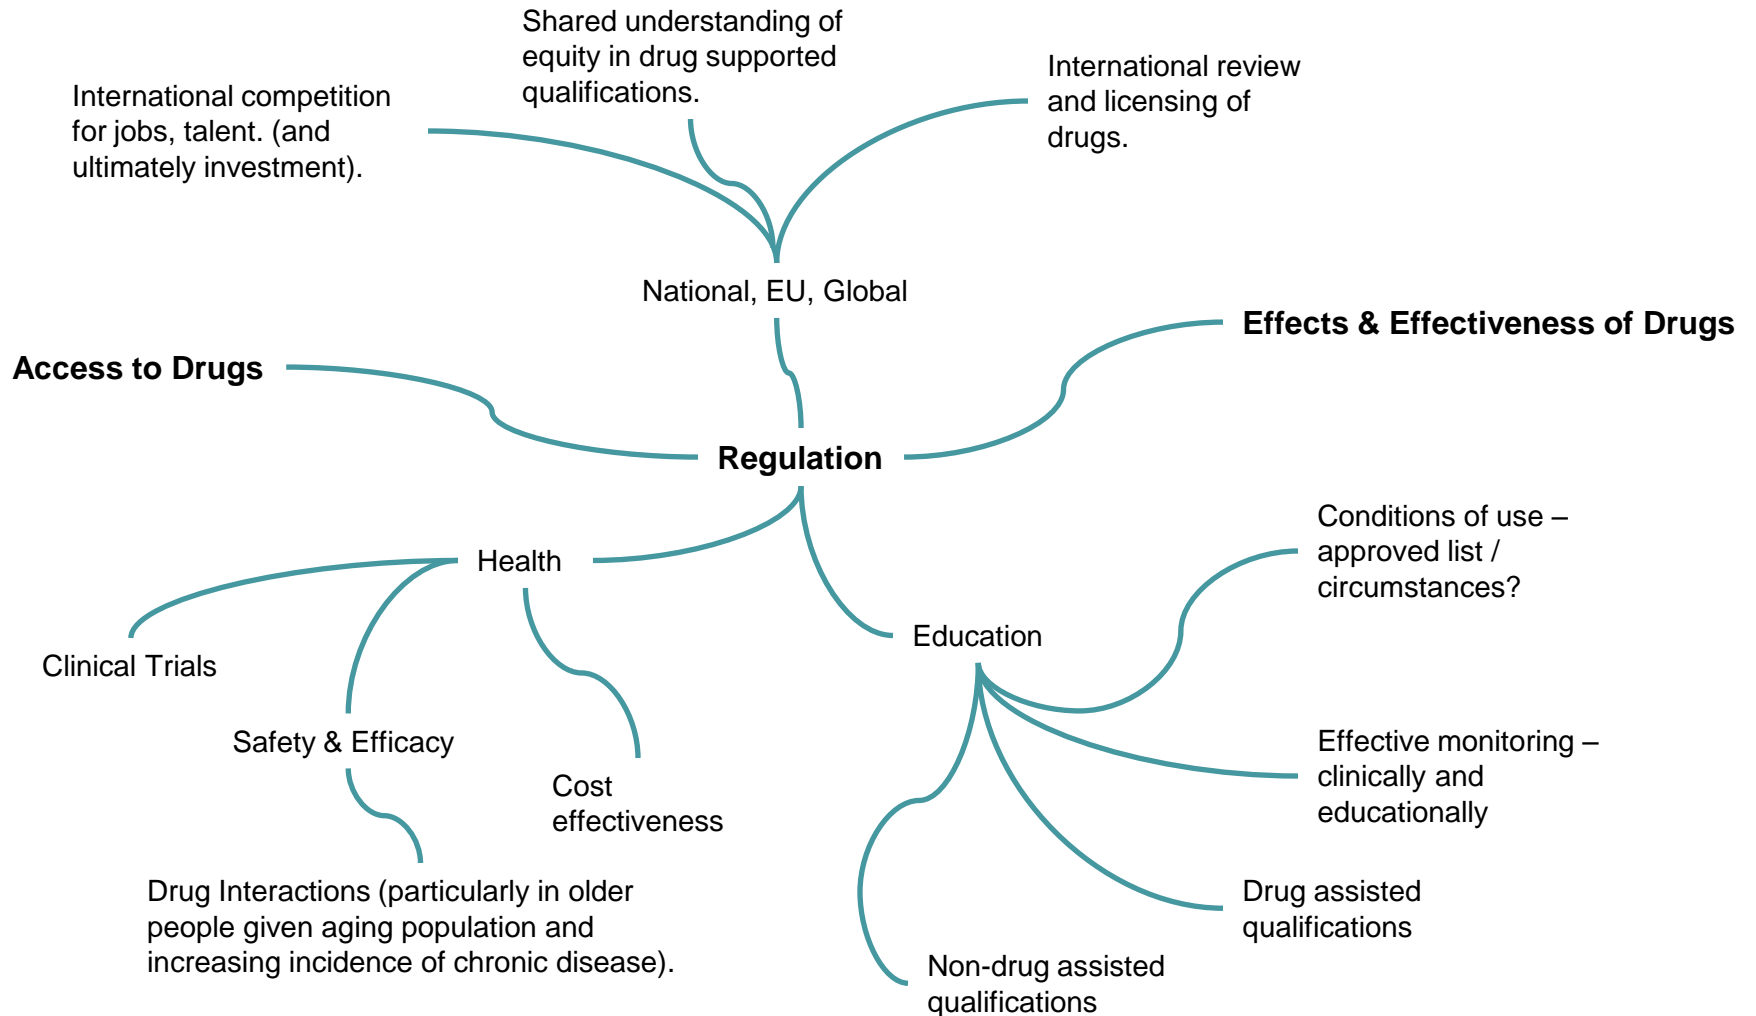 Shared understanding of
equity in drug supported
qualifications.
International review
and licensing of
drugs.
International competition
for jobs, talent. (and
ultimately investment).
National, EU, Global
Effects & Effectiveness of Drugs
Access to Drugs
Regulation
Health
Conditions of use –
approved list /
circumstances?
Education
Clinical Trials
Safety & Efficacy
Cost
effectiveness
Effective monitoring –
clinically and
educationally
Drug Interactions (particularly in older
people given aging population and
increasing incidence of chronic disease).
Drug assisted
qualifications
Non-drug assisted
qualifications